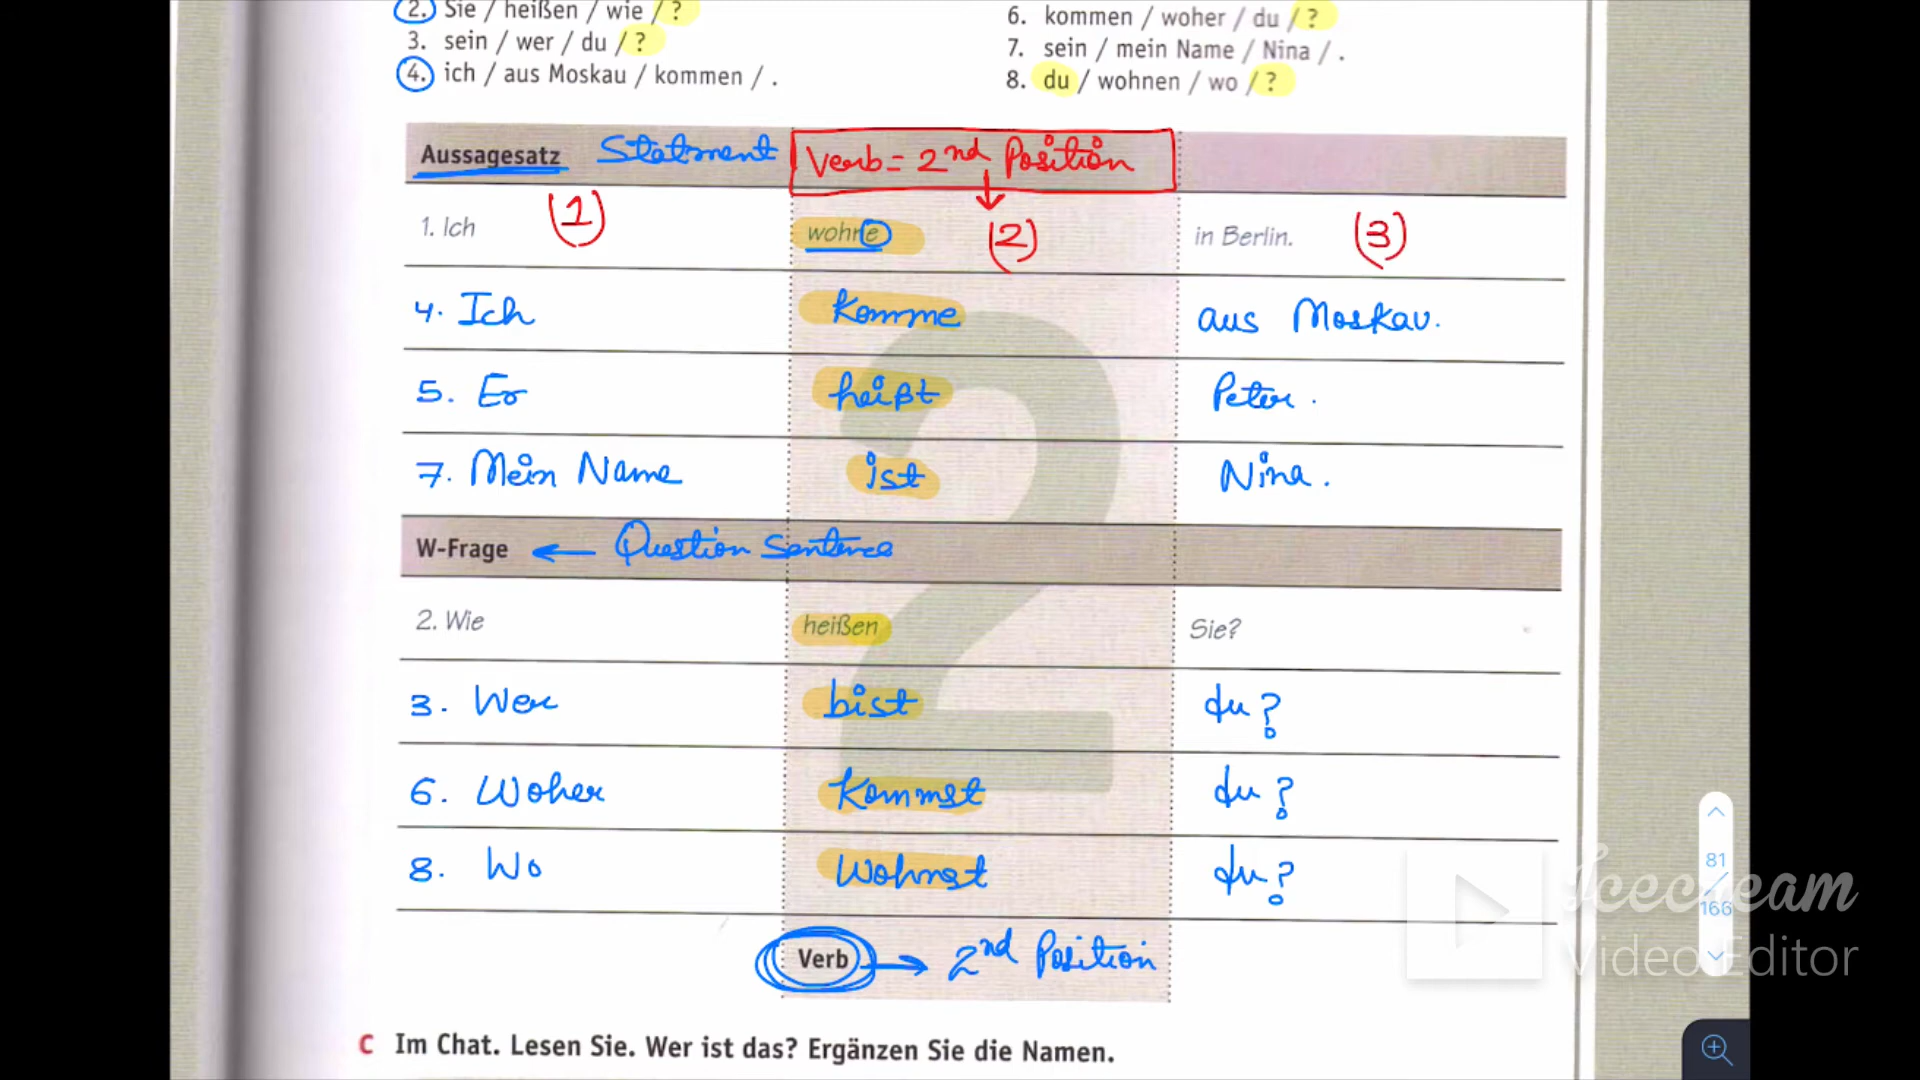 2. Sie / heißen / wie / ?
3. sein / wer / du / ?
4. ich / aus Moskau / kommen / .
6. kommen / woher / du / ?
7. sein / mein Name / Nina / .
8. du / wohnen / wo / ?
Aussagesatz Statment Verb = 2nd Position
1. Ich (1) wohne (2) in Berlin. (3)
4. Ich komme aus Moskau.
5. Er heißt Peter.
7. Mein Name ist Nina.
W-Frage ← Question Sentence
2. Wie heißen Sie?
3. Wer bist du?
6. Woher kommst du?
8. Wo wohnst du?
Verb → 2nd Position
C Im Chat. Lesen Sie. Wer ist das? Ergänzen Sie die Namen.
81
/
166
Icecream
Video Editor